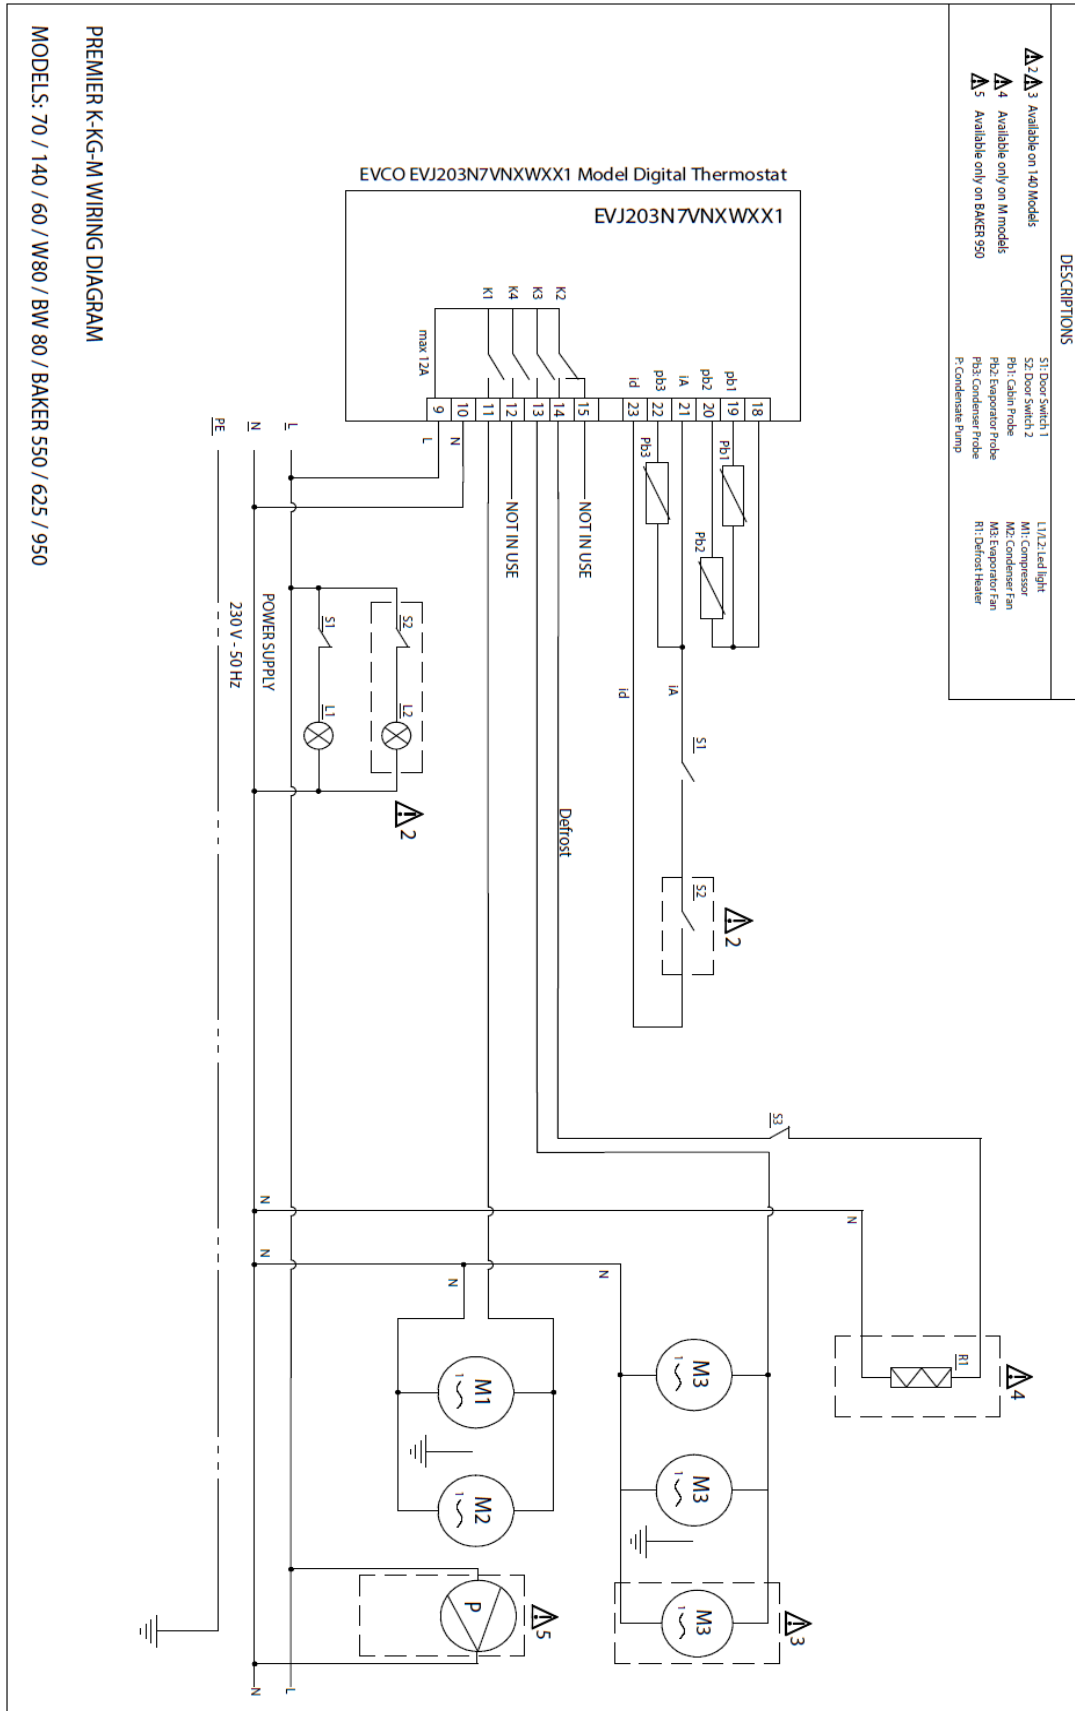 DESCRIPTIONS
⚠2 ⚠3 Available on 140 Models
⚠4 Available only on M models
⚠5 Available only on BAKER 950
S1: Door Switch 1
S2: Door Switch 2
Pb1: Cabin Probe
Pb2: Evaporator Probe
Pb3: Condenser Probe
P: Condensate Pump
L1/L2: Led light
M1: Compressor
M2: Condenser Fan
M3: Evaporator Fan
R1: Defrost Heater
EVCO EVJ203N7VNXWXX1 Model Digital Thermostat
EVJ203N7VNXWXX1
K1
K4
K3
K2
max 12A
id
pb3
iA
pb2
pb1
9
10
11
12
13
14
15
23
22
21
20
19
18
L
N
NOT IN USE
NOT IN USE
Pb3
Pb1
Pb2
PE
N
L
POWER SUPPLY
230 V - 50 Hz
S1
L1
S2
L2
2
id
iA
S1
S2
2
Defrost
S3
N
N
N
N
N
R1
4
M1
1
M2
1
M3
1
M3
1
M3
1
3
P
5
L
N
PREMIER K-KG-M WIRING DIAGRAM
MODELS: 70 / 140 / 60 / W80 / BW 80 / BAKER 550 / 625 / 950